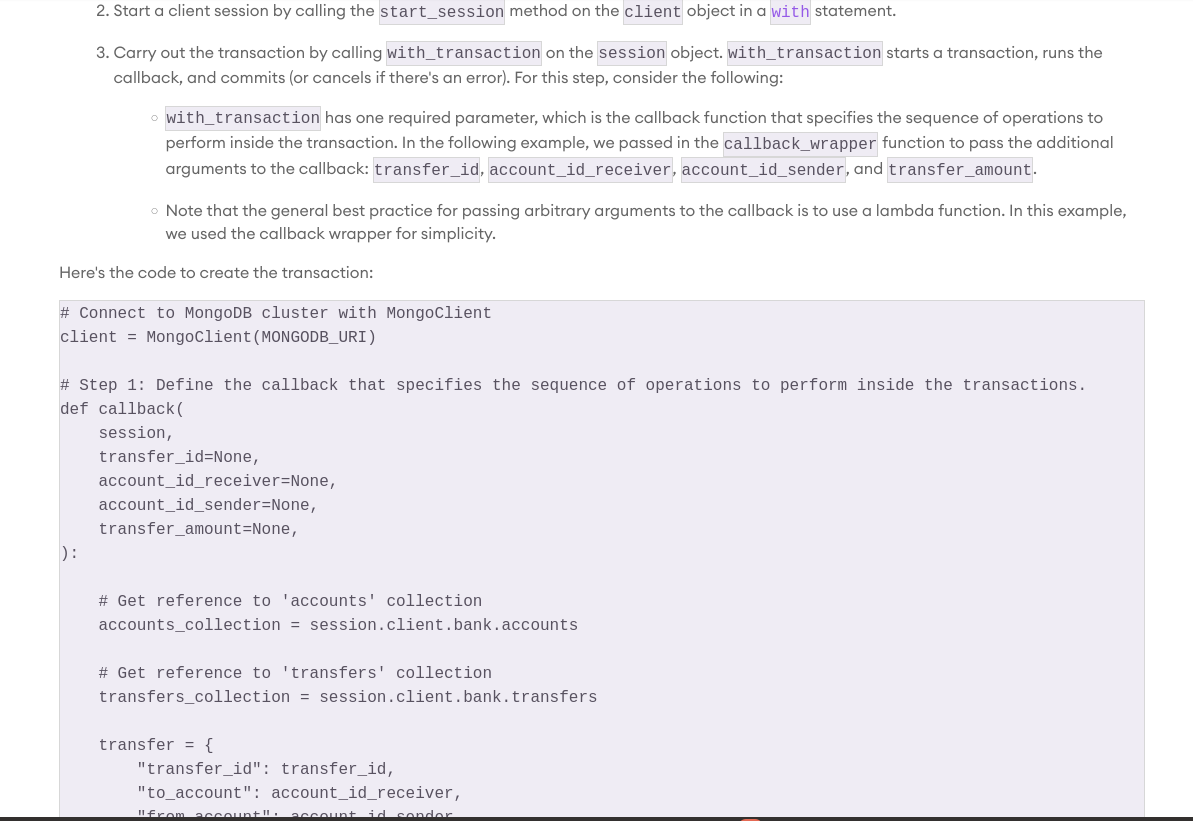 2. Start a client session by calling the start_session method on the client object in a with statement.
3. Carry out the transaction by calling with_transaction on the session object. with_transaction starts a transaction, runs the
callback, and commits (or cancels if there's an error). For this step, consider the following:
○ with_transaction has one required parameter, which is the callback function that specifies the sequence of operations to
perform inside the transaction. In the following example, we passed in the callback_wrapper function to pass the additional
arguments to the callback: transfer_id, account_id_receiver, account_id_sender, and transfer_amount.
○ Note that the general best practice for passing arbitrary arguments to the callback is to use a lambda function. In this example,
we used the callback wrapper for simplicity.
Here's the code to create the transaction:
# Connect to MongoDB cluster with MongoClient
client = MongoClient(MONGODB_URI)
# Step 1: Define the callback that specifies the sequence of operations to perform inside the transactions.
def callback(
    session,
    transfer_id=None,
    account_id_receiver=None,
    account_id_sender=None,
    transfer_amount=None,
):
    # Get reference to 'accounts' collection
    accounts_collection = session.client.bank.accounts
    # Get reference to 'transfers' collection
    transfers_collection = session.client.bank.transfers
    transfer = {
        "transfer_id": transfer_id,
        "to_account": account_id_receiver,
        "from_account": account_id_sender,